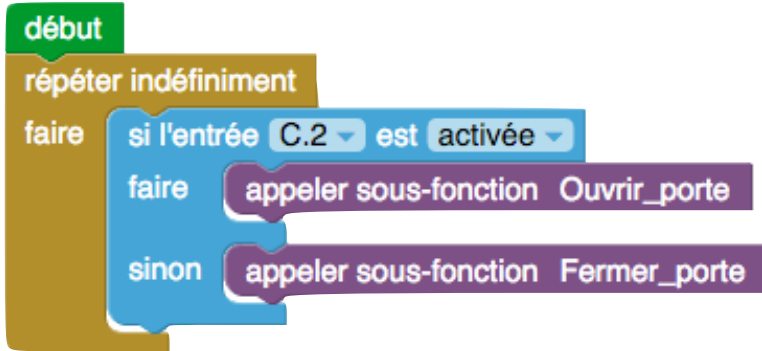 début
répéter indéfiniment
faire si l'entrée C.2 est activée
faire appeler sous-fonction Ouvrir_porte
sinon appeler sous-fonction Fermer_porte